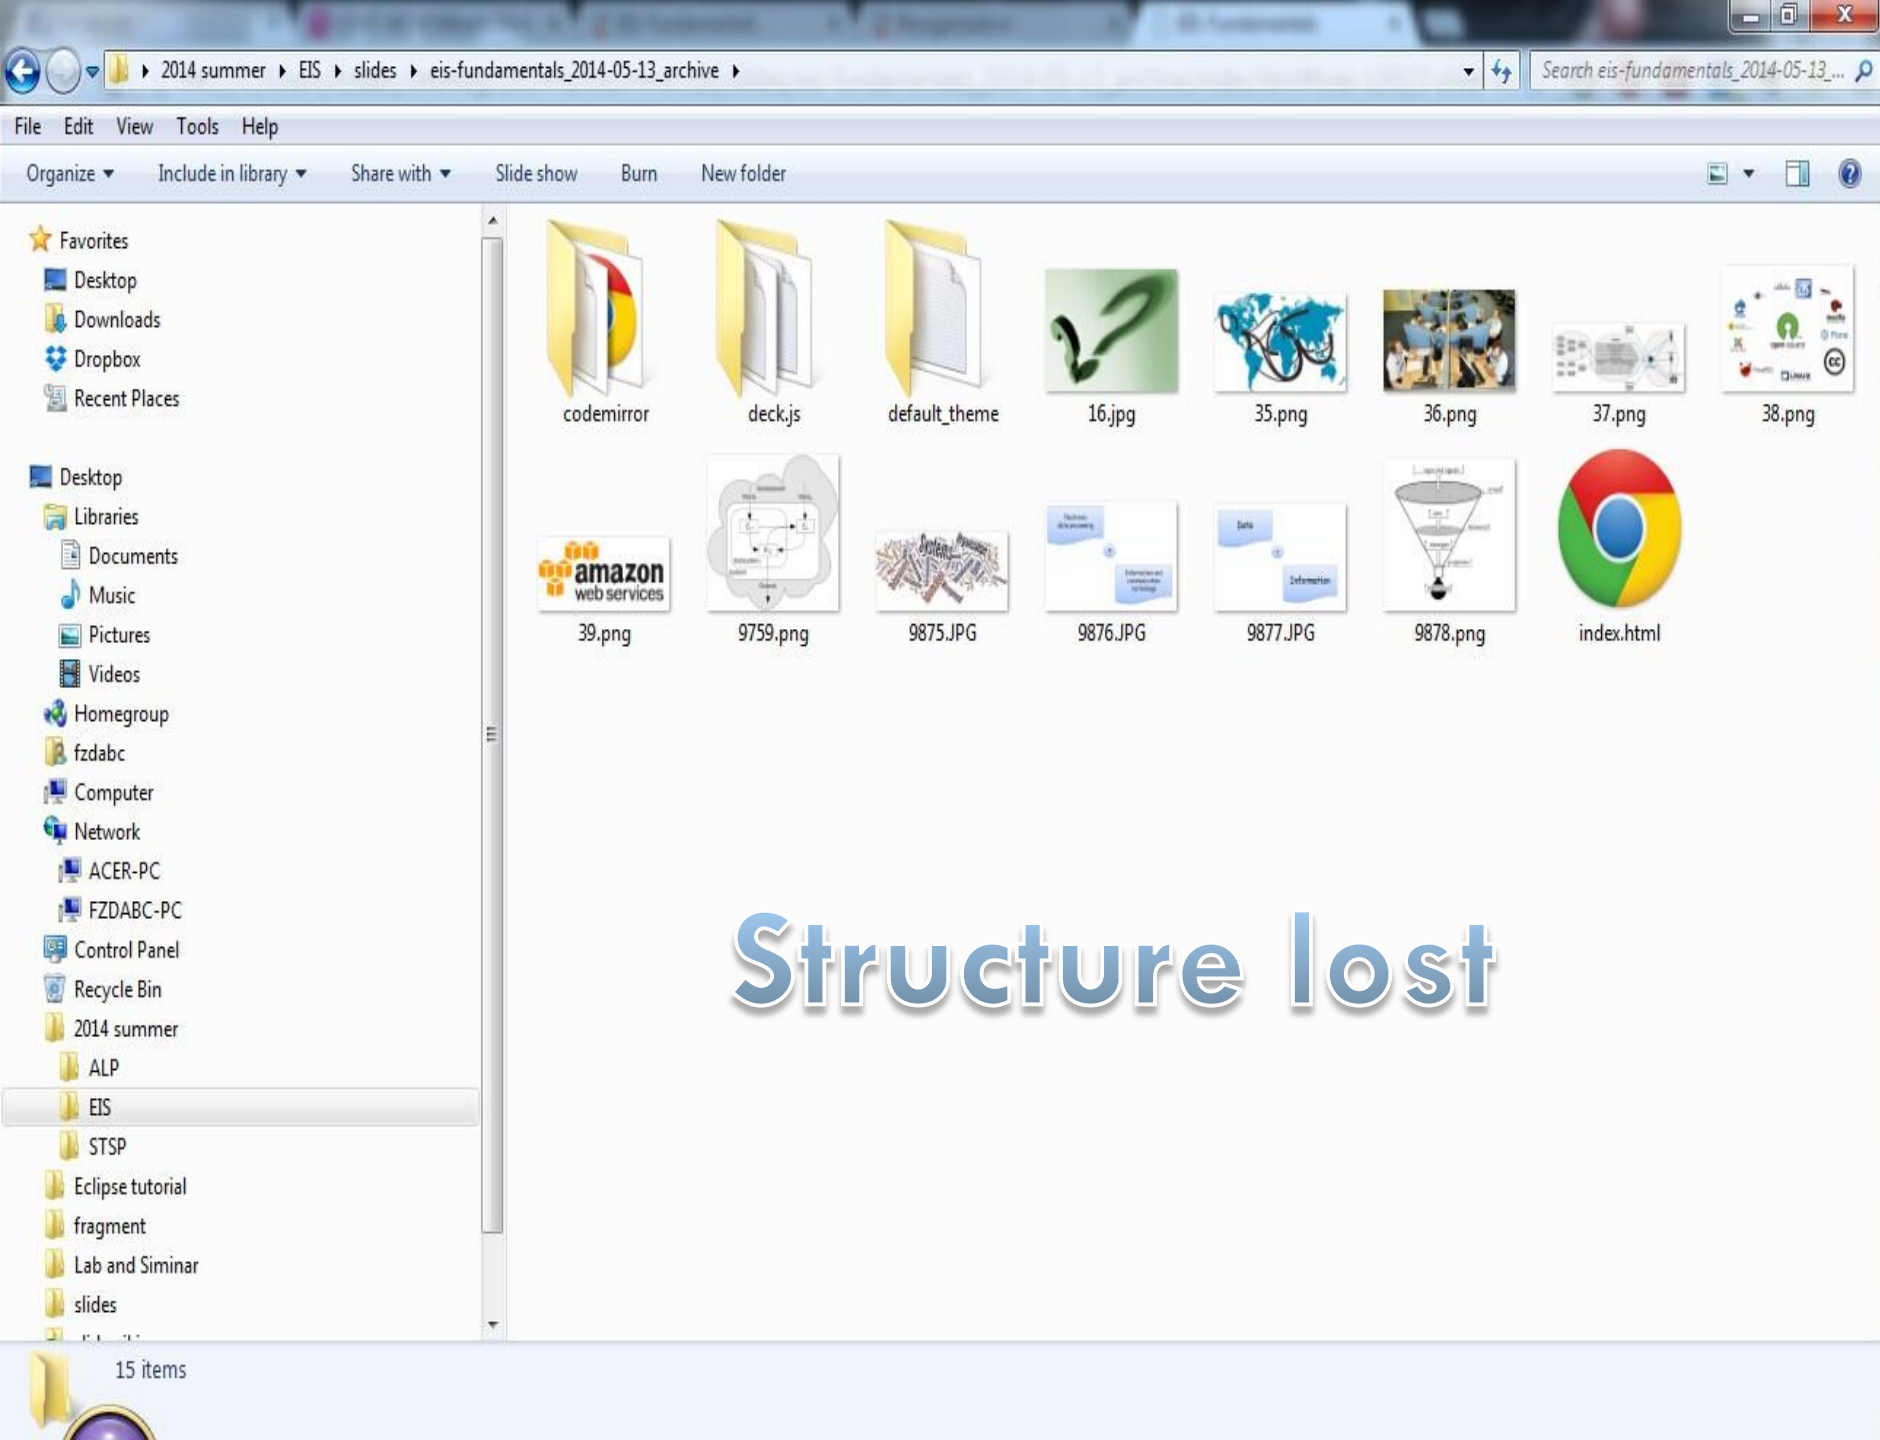 2014 summer EIS slides eis-fundamentals_2014-05-13_archive
Search eis-fundamentals_2014-05-13_...
File Edit View Tools Help
Organize Include in library Share with Slide show Burn New folder
Favorites
Desktop
Downloads
Dropbox
Recent Places
Desktop
Libraries
Documents
Music
Pictures
Videos
Homegroup
fzdabc
Computer
Network
ACER-PC
FZDABC-PC
Control Panel
Recycle Bin
2014 summer
ALP
EIS
STSP
Eclipse tutorial
fragment
Lab and Siminar
slides
codemirror deck.js default_theme 16.jpg 35.png 36.png 37.png 38.png
amazon
web services
Data
Information
39.png 9759.png 9875.JPG 9876.JPG 9877.JPG 9878.png index.html
Structure lost
15 items